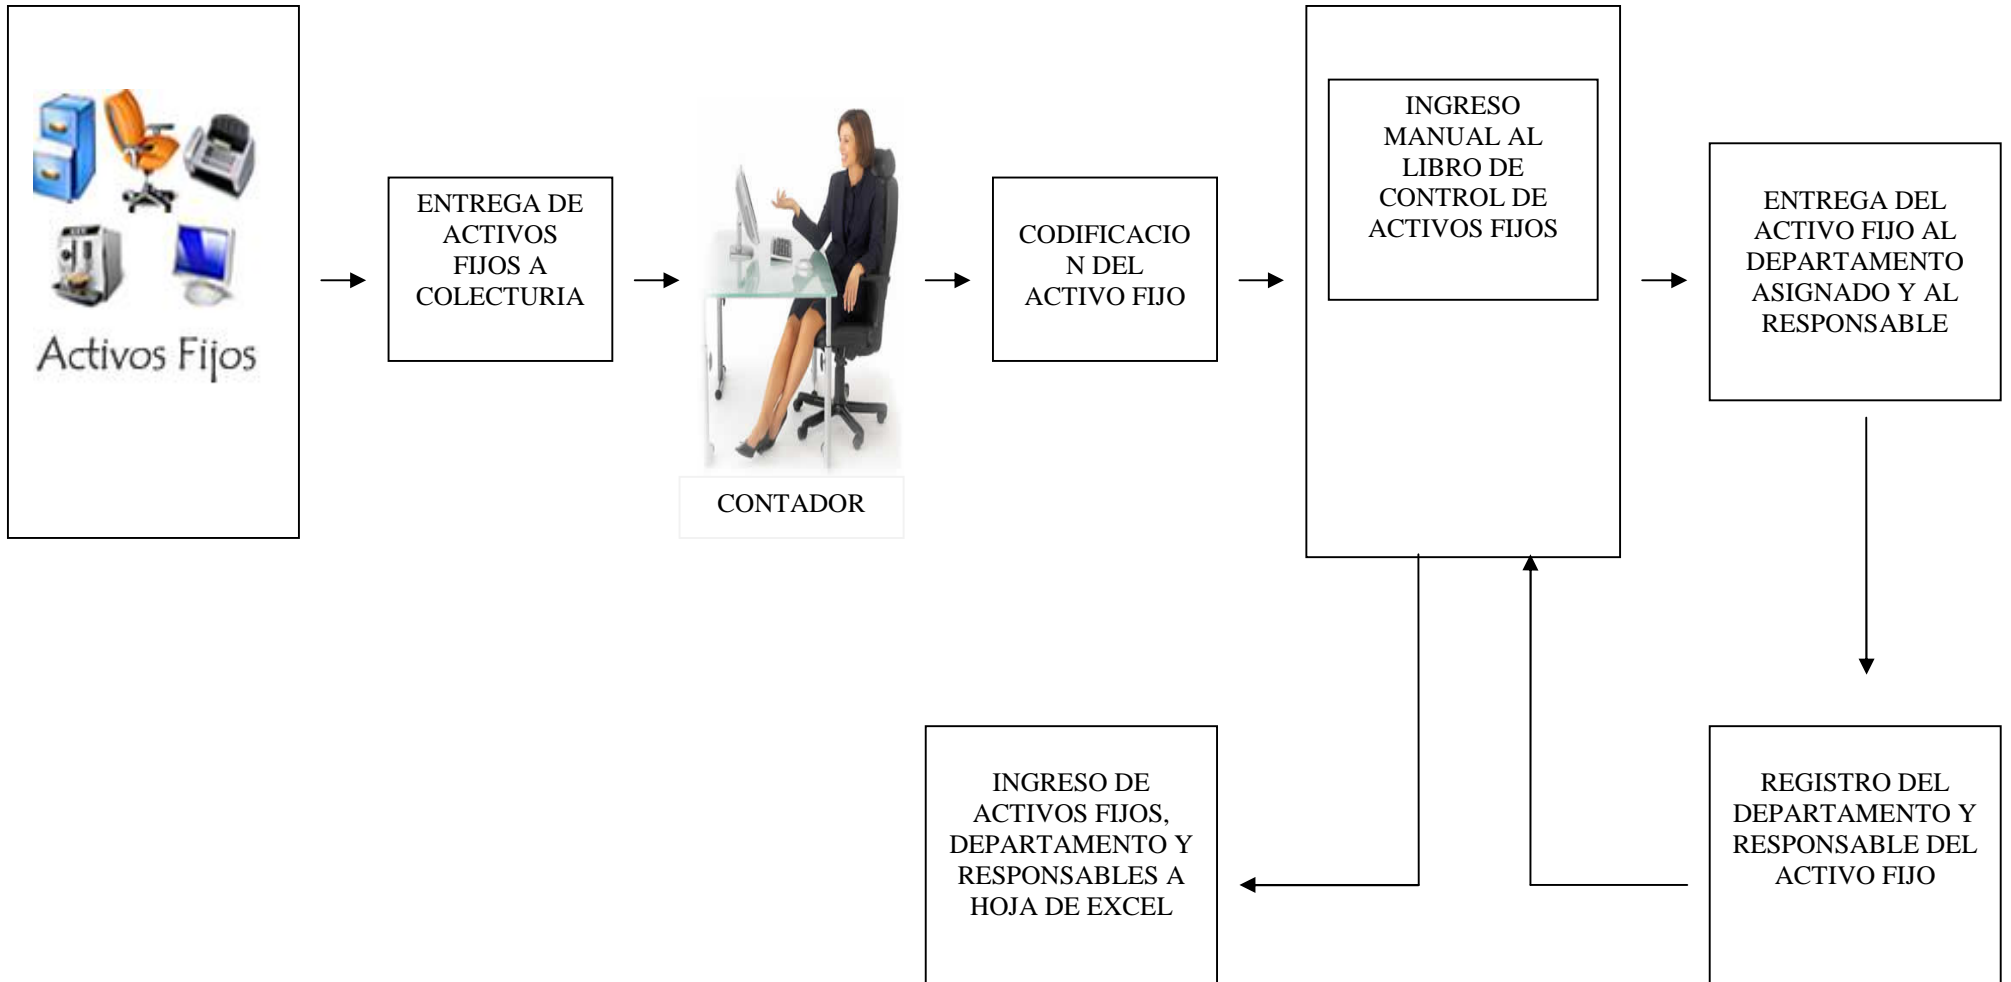 Activos Fijos
ENTREGA DE
ACTIVOS
FIJOS A
COLECTURIA
CONTADOR
CODIFICACIO
N DEL
ACTIVO FIJO
INGRESO
MANUAL AL
LIBRO DE
CONTROL DE
ACTIVOS FIJOS
ENTREGA DEL
ACTIVO FIJO AL
DEPARTAMENTO
ASIGNADO Y AL
RESPONSABLE
REGISTRO DEL
DEPARTAMENTO Y
RESPONSABLE DEL
ACTIVO FIJO
INGRESO DE
ACTIVOS FIJOS,
DEPARTAMENTO Y
RESPONSABLES A
HOJA DE EXCEL